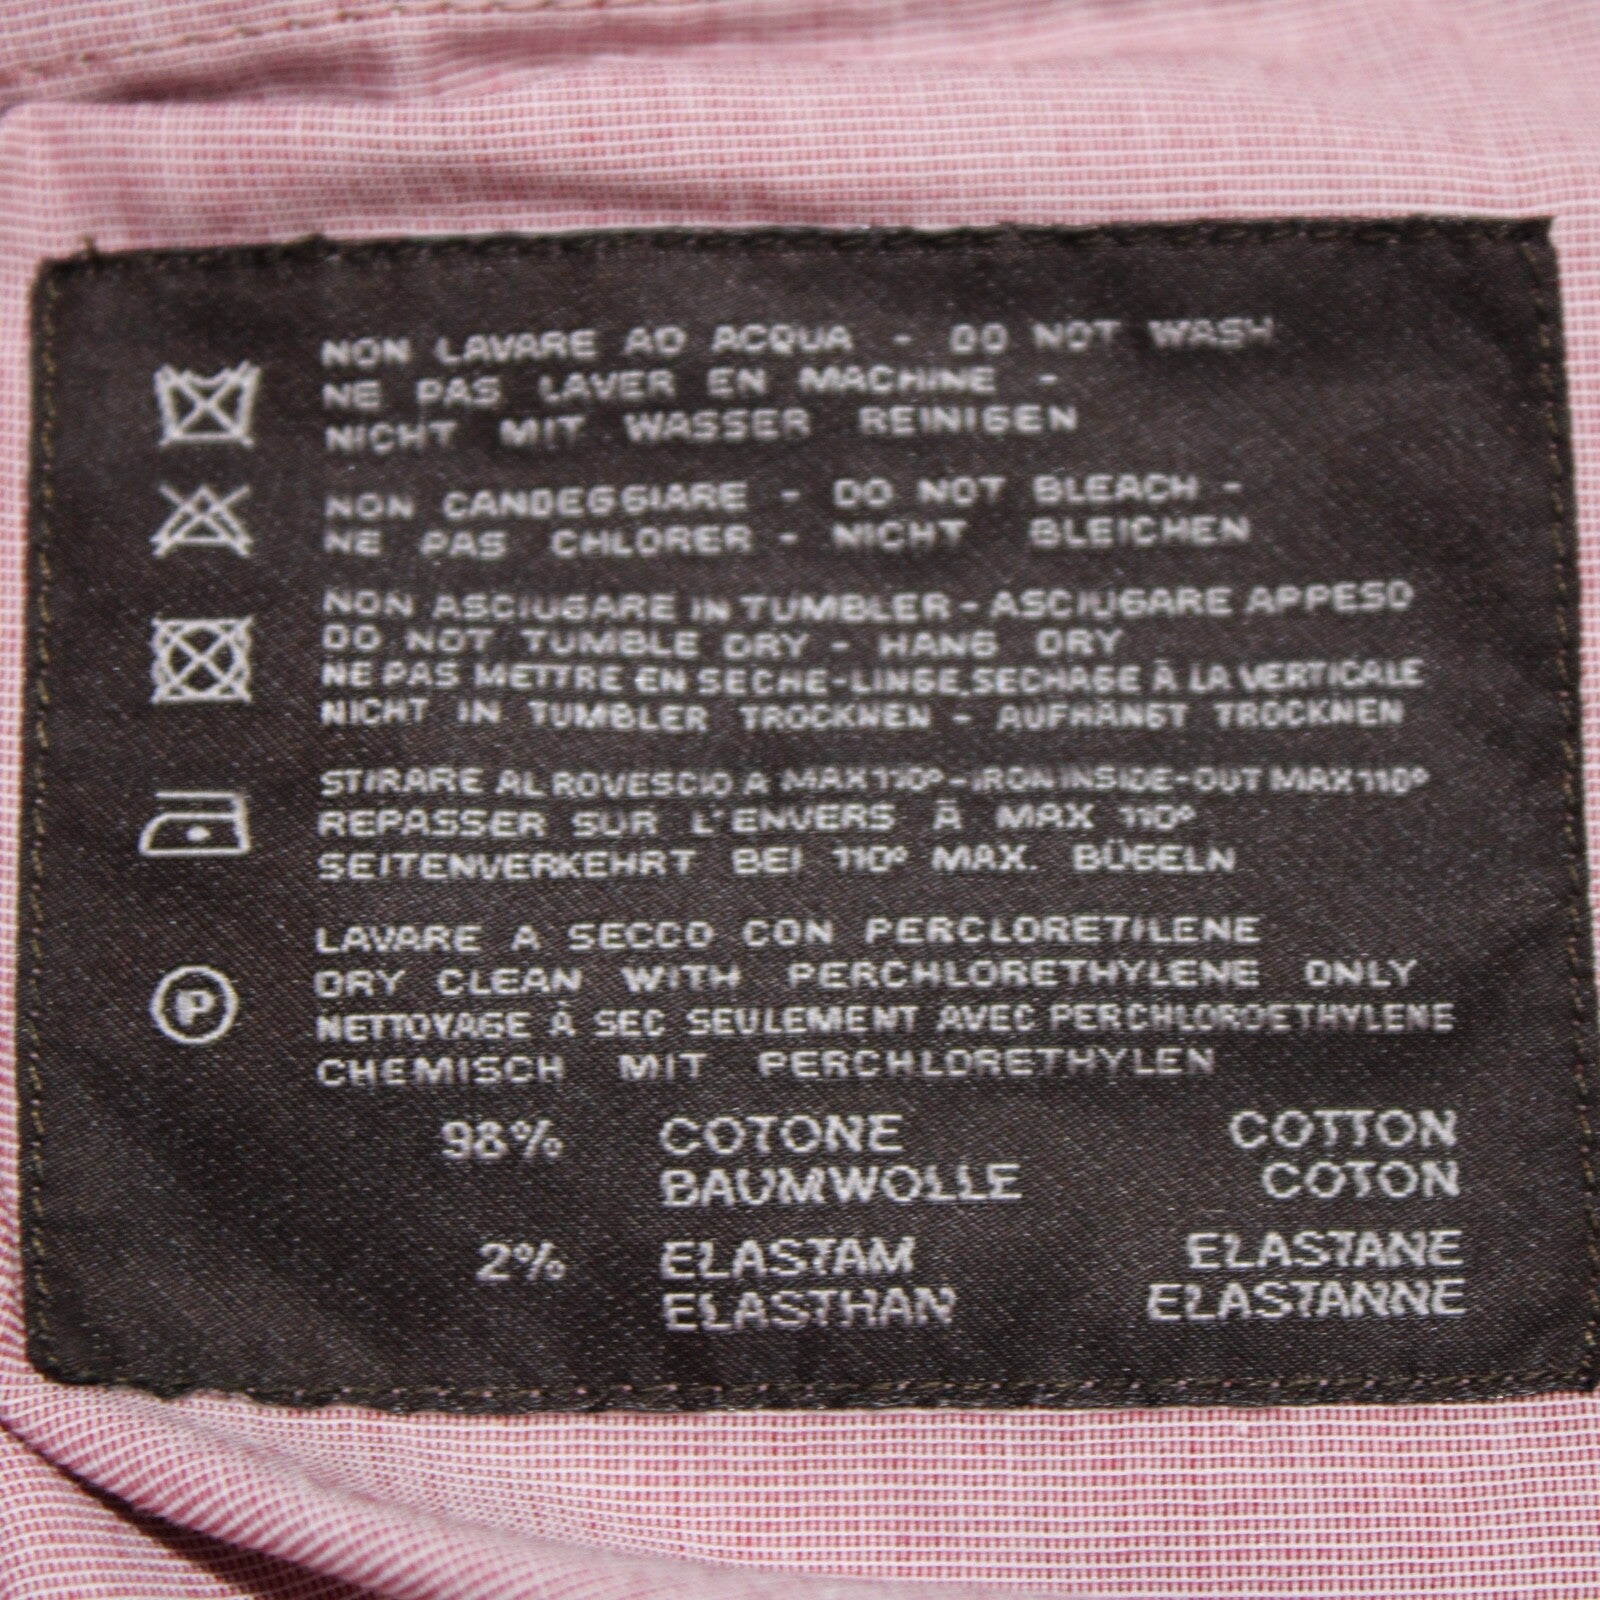 NON LAVARE AD ACQUA - DO NOT WASH
NE PAS LAVER EN MACHINE -
NICHT MIT WASSER REINIGEN
NON CANDEGGIARE - DO NOT BLEACH -
NE PAS CHLORER - NICHT BLEICHEN
NON ASCIUGARE IN TUMBLER - ASCIUGARE APPESO
DO NOT TUMBLE DRY - HANG DRY
NE PAS METTRE EN SECHE-LINGE.SECHAGE À LA VERTICALE
NICHT IN TUMBLER TROCKNEN - AUFHÄNGT TROCKNEN
STIRARE AL ROVESCIO A MAX 110° - IRON INSIDE-OUT MAX 110°
REPASSER SUR L'ENVERS À MAX 110°
SEITENVERKEHRT BEI 110° MAX. BÜGELN
LAVARE A SECCO CON PERCLORETILENE
P
DRY CLEAN WITH PERCHLORETHYLENE ONLY
NETTOYAGE À SEC SEULEMENT AVEC PERCHLOROETHYLENE
CHEMISCH MIT PERCHLORETHYLEN
98% COTONE COTTON
BAUMWOLLE COTON
2% ELASTAM ELASTANE
ELASTHAN ELASTANNE